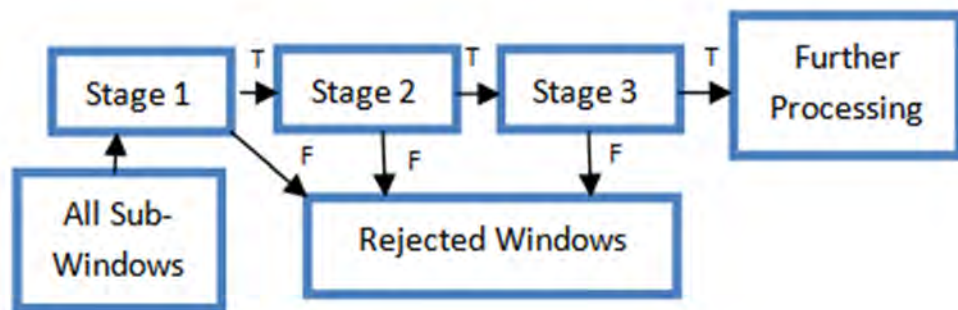 T
T
T
Stage 1
Stage 2
Stage 3
Further
Processing
F
F
F
All Sub-
Windows
Rejected Windows